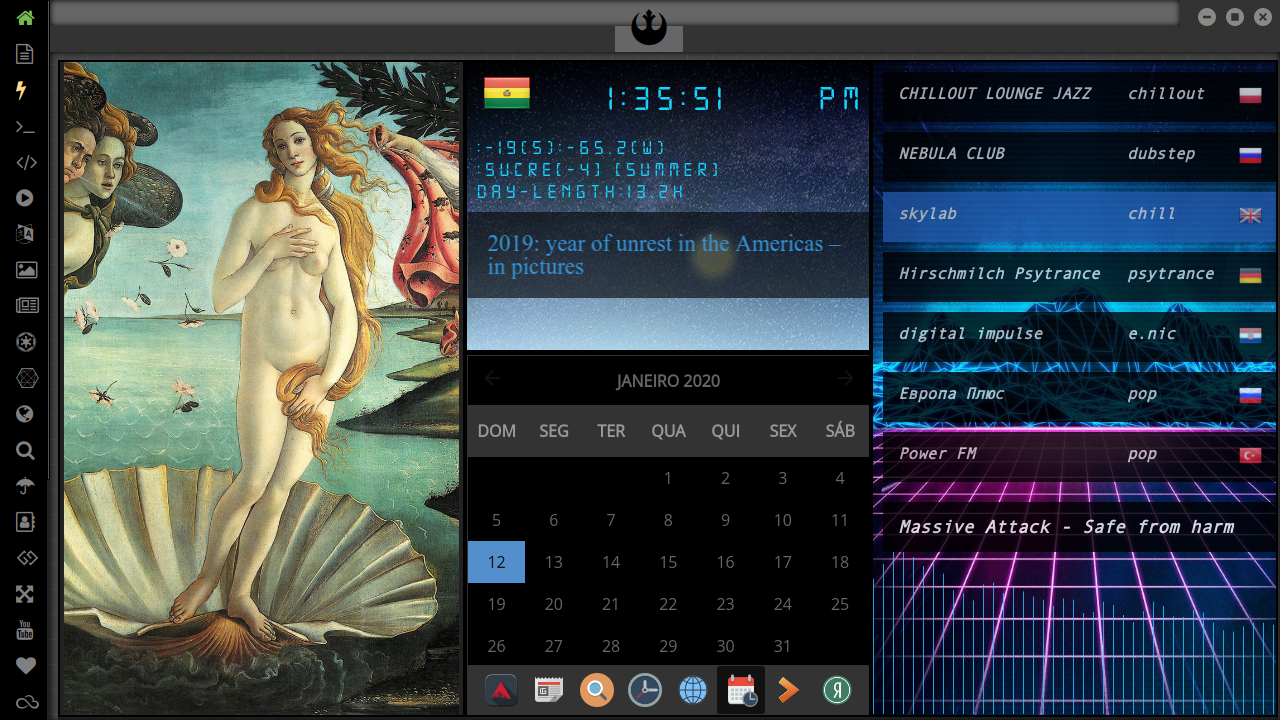 1:35:51 PM
:-19(S):-65.2(W)
:SUCRE(-4) (SUMMER)
DAY-LENGTH:13.2H
2019: year of unrest in the Americas –
in pictures
JANEIRO 2020
DOM SEG TER QUA QUI SEX SÁB
1 2 3 4
5 6 7 8 9 10 11
12 13 14 15 16 17 18
19 20 21 22 23 24 25
26 27 28 29 30 31
CHILLOUT LOUNGE JAZZ chillout
NEBULA CLUB dubstep
skylab chill
Hirschmilch Psytrance psytrance
digital impulse e.nic
Европа Плюс pop
Power FM pop
Massive Attack - Safe from harm
You
Tube
Я